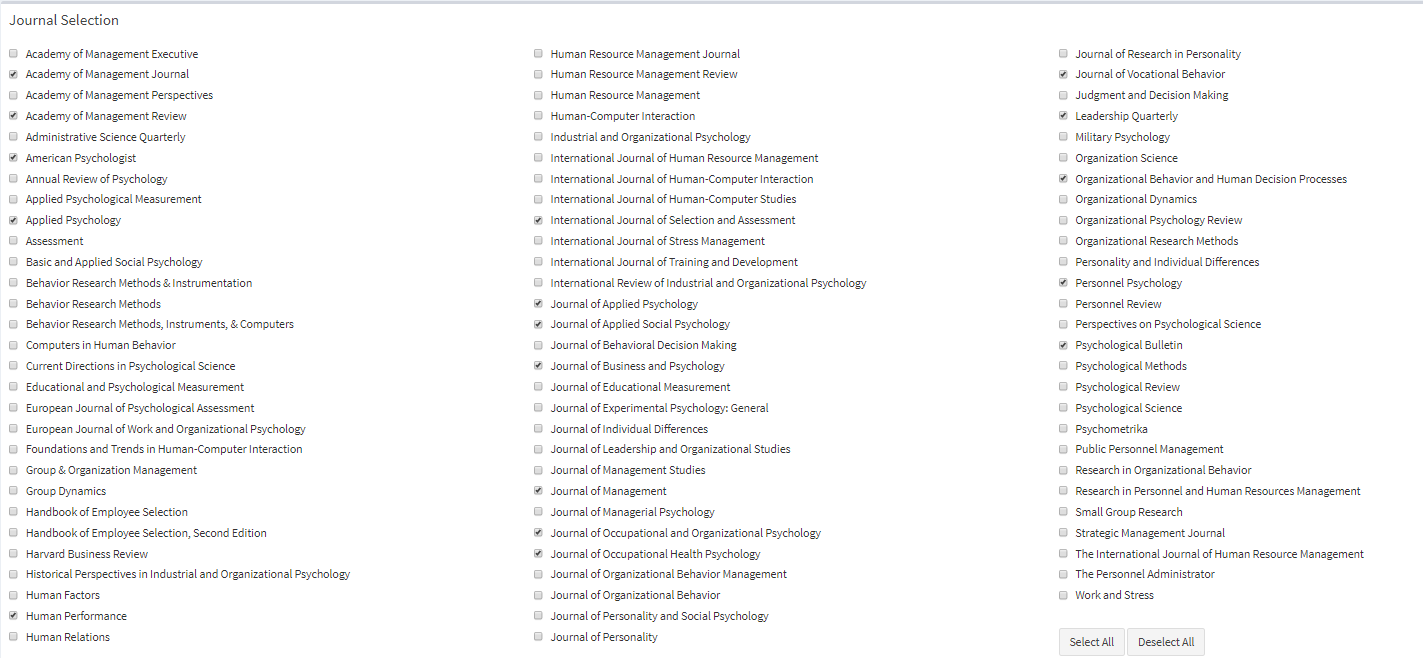 Journal Selection
Academy of Management Executive
Academy of Management Journal
Academy of Management Perspectives
Academy of Management Review
Administrative Science Quarterly
American Psychologist
Annual Review of Psychology
Applied Psychological Measurement
Applied Psychology
Assessment
Basic and Applied Social Psychology
Behavior Research Methods & Instrumentation
Behavior Research Methods
Behavior Research Methods, Instruments, & Computers
Computers in Human Behavior
Current Directions in Psychological Science
Educational and Psychological Measurement
European Journal of Psychological Assessment
European Journal of Work and Organizational Psychology
Foundations and Trends in Human-Computer Interaction
Group & Organization Management
Group Dynamics
Handbook of Employee Selection
Handbook of Employee Selection, Second Edition
Harvard Business Review
Historical Perspectives in Industrial and Organizational Psychology
Human Factors
Human Performance
Human Relations
Human Resource Management Journal
Human Resource Management Review
Human Resource Management
Human-Computer Interaction
Industrial and Organizational Psychology
International Journal of Human Resource Management
International Journal of Human-Computer Interaction
International Journal of Human-Computer Studies
International Journal of Selection and Assessment
International Journal of Stress Management
International Journal of Training and Development
International Review of Industrial and Organizational Psychology
Journal of Applied Psychology
Journal of Applied Social Psychology
Journal of Behavioral Decision Making
Journal of Business and Psychology
Journal of Educational Measurement
Journal of Experimental Psychology: General
Journal of Individual Differences
Journal of Leadership and Organizational Studies
Journal of Management Studies
Journal of Management
Journal of Managerial Psychology
Journal of Occupational and Organizational Psychology
Journal of Occupational Health Psychology
Journal of Organizational Behavior Management
Journal of Organizational Behavior
Journal of Personality and Social Psychology
Journal of Personality
Journal of Research in Personality
Journal of Vocational Behavior
Judgment and Decision Making
Leadership Quarterly
Military Psychology
Organization Science
Organizational Behavior and Human Decision Processes
Organizational Dynamics
Organizational Psychology Review
Organizational Research Methods
Personality and Individual Differences
Personnel Psychology
Personnel Review
Perspectives on Psychological Science
Psychological Bulletin
Psychological Methods
Psychological Review
Psychological Science
Psychometrika
Public Personnel Management
Research in Organizational Behavior
Research in Personnel and Human Resources Management
Small Group Research
Strategic Management Journal
The International Journal of Human Resource Management
The Personnel Administrator
Work and Stress
Select All Deselect All